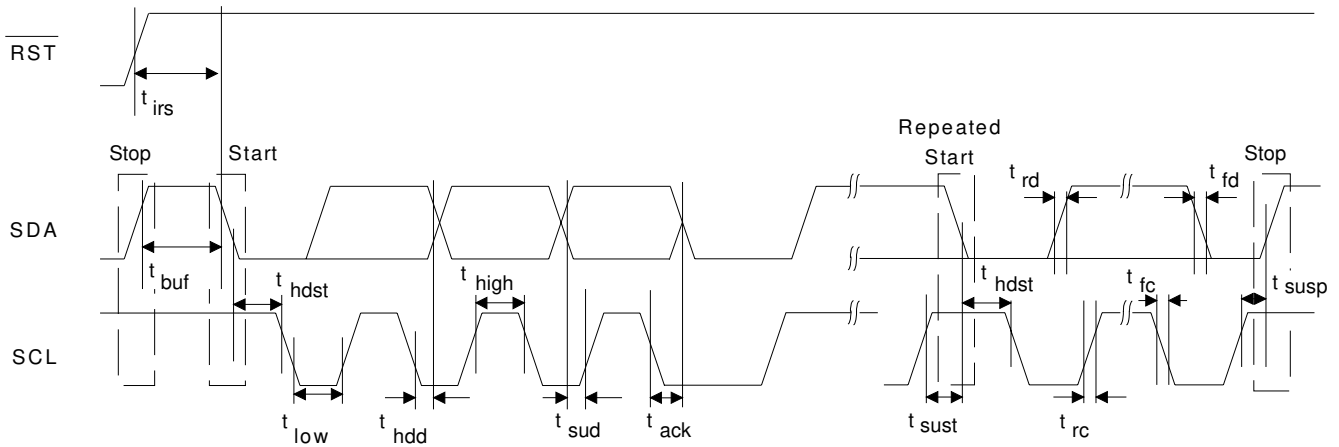 RST
t irs
Repeated
Stop Start Start Stop
t rd t fd
SDA
t buf t hdst t high t hdst t fc t susp
SCL
t low t hdd t sud t ack t sust t rc